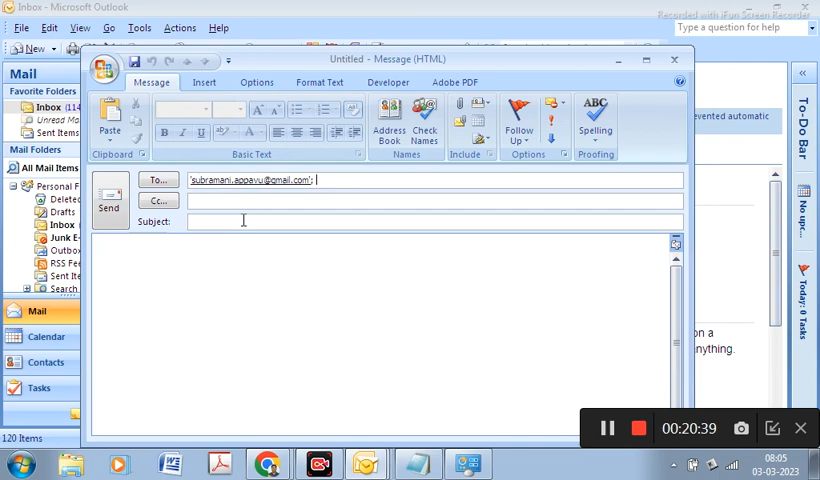 Inbox - Microsoft Outlook
Recorded with iFun Screen Recorder
File Edit View Go Tools Actions Help
Type a question for help
New
Untitled - Message (HTML)
Message Insert Options Format Text Developer Adobe PDF
Paste
Address Book
Check Names
Follow Up
Spelling
Clipboard Basic Text Names Include Proofing
Mail
Favorite Folders
Inbox (114
Unread Ma
Sent Items
Mail Folders
All Mail Items
Personal F
Deleted
Drafts
Inbox (
Junk E-
Outbox
RSS Fee
Sent Ite
Search
Mail
Calendar
Contacts
Tasks
120 Items
Send
To... 'subramani.appavu@gmail.com';
Cc...
Subject:
evented automatic
on a
anything.
To-Do Bar
No upc...
Today: 0 Tasks
00:20:39
08:05
03-03-2023